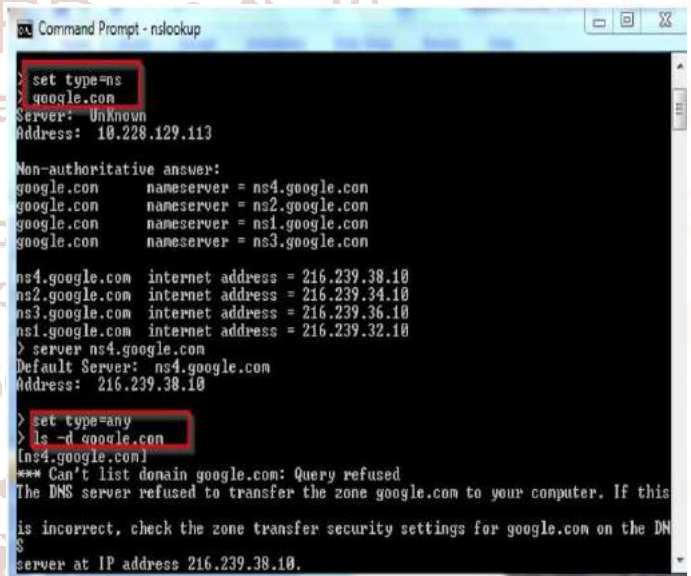 Command Prompt - nslookup
> set type=ns
> google.com
Server: UnKnown
Address: 10.228.129.113
Non-authoritative answer:
google.com nameserver = ns4.google.com
google.com nameserver = ns2.google.com
google.com nameserver = ns1.google.com
google.com nameserver = ns3.google.com
ns4.google.com internet address = 216.239.38.10
ns2.google.com internet address = 216.239.34.10
ns3.google.com internet address = 216.239.36.10
ns1.google.com internet address = 216.239.32.10
> server ns4.google.com
Default Server: ns4.google.com
Address: 216.239.38.10
> set type=any
> ls -d google.com
[ns4.google.com]
*** Can't list domain google.com: Query refused
The DNS server refused to transfer the zone google.com to your computer. If this
is incorrect, check the zone transfer security settings for google.com on the DN
S
server at IP address 216.239.38.10.